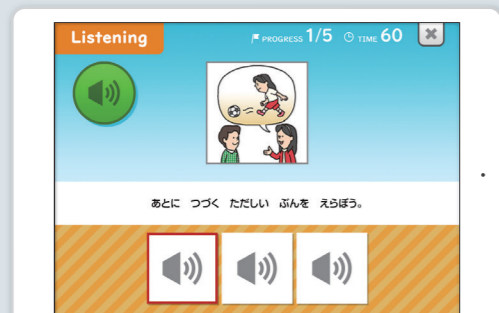 Listening
PROGRESS 1/5 TIME 60
あとに つづく ただしい ぶんを えらぼう。